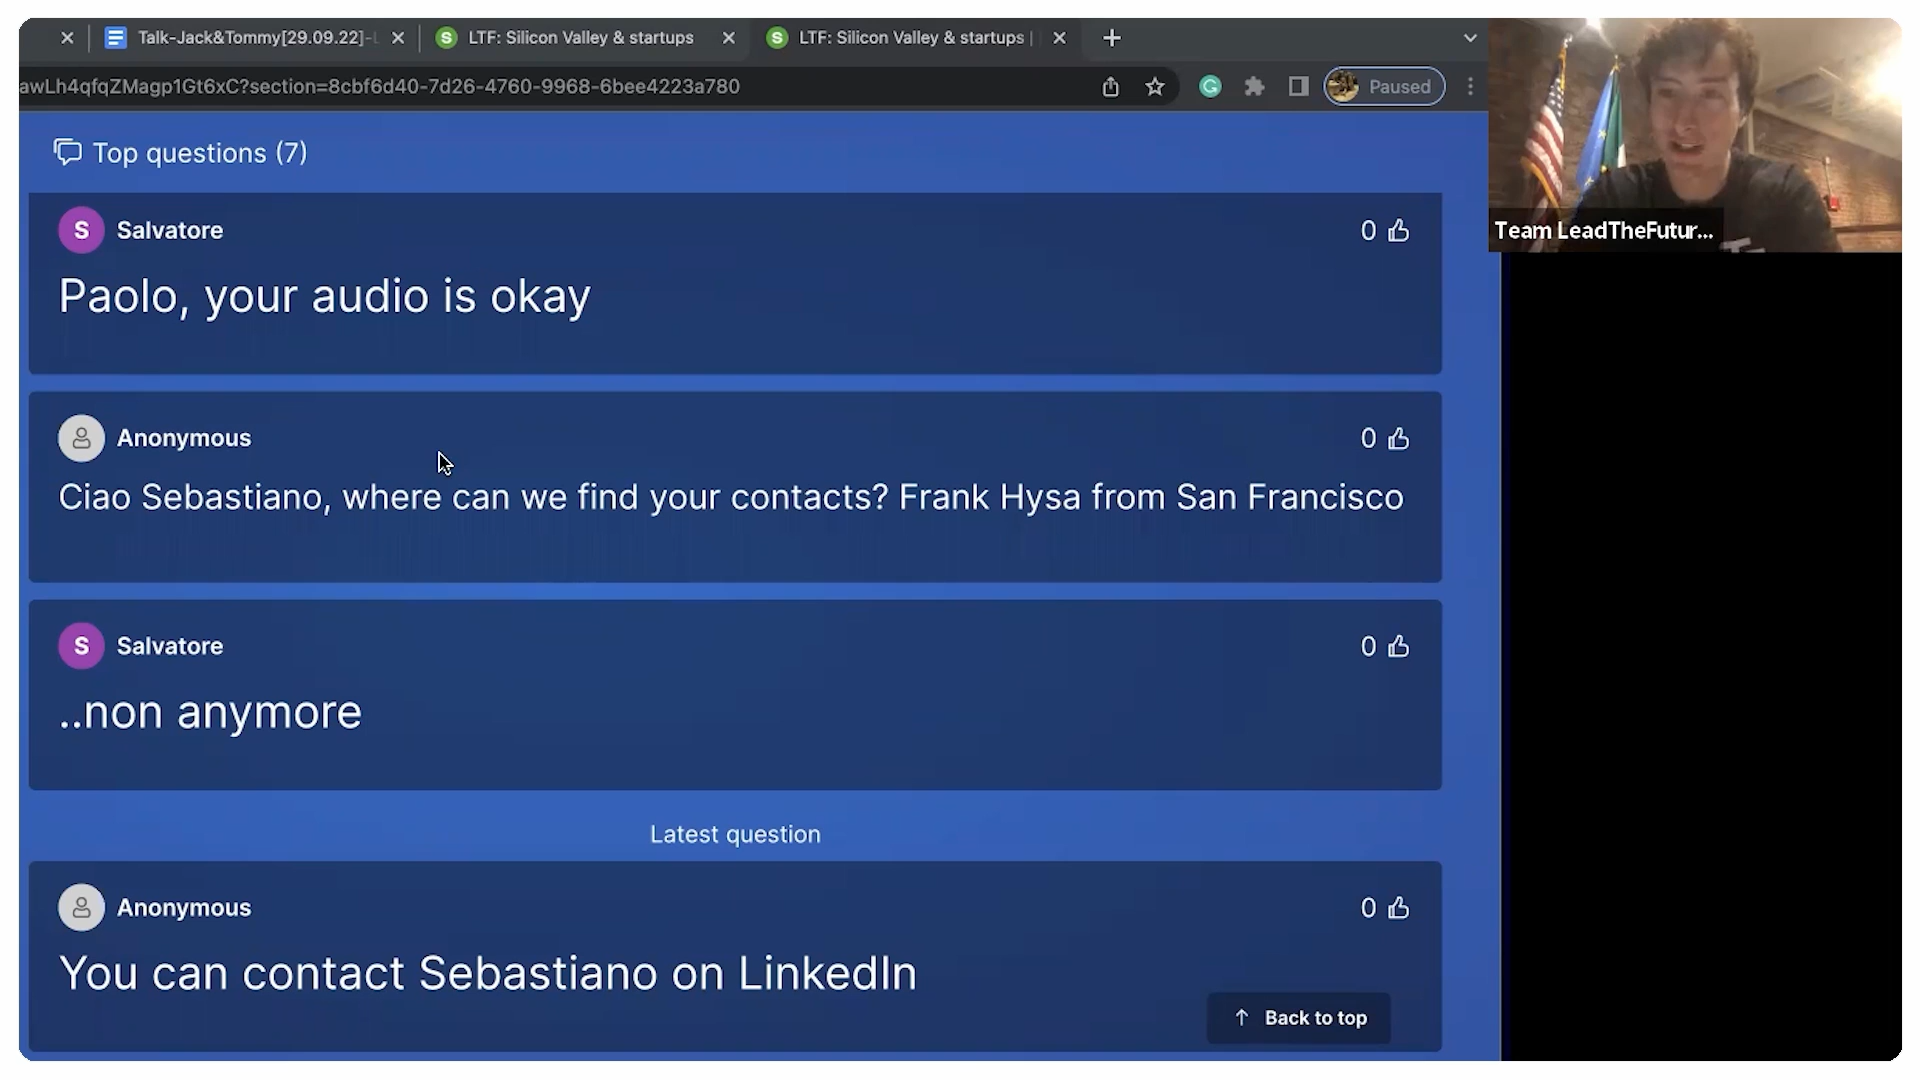 Talk-Jack&Tommy[29.09.22]-L
LTF: Silicon Valley & startups
LTF: Silicon Valley & startups |
awLh4qfqZMagp1Gt6xC?section=8cbf6d40-7d26-4760-9968-6bee4223a780
Paused
Top questions (7)
S Salvatore 0
Paolo, your audio is okay
Anonymous 0
Ciao Sebastiano, where can we find your contacts? Frank Hysa from San Francisco
S Salvatore 0
..non anymore
Latest question
Anonymous 0
You can contact Sebastiano on LinkedIn
Back to top
Team LeadTheFutur...